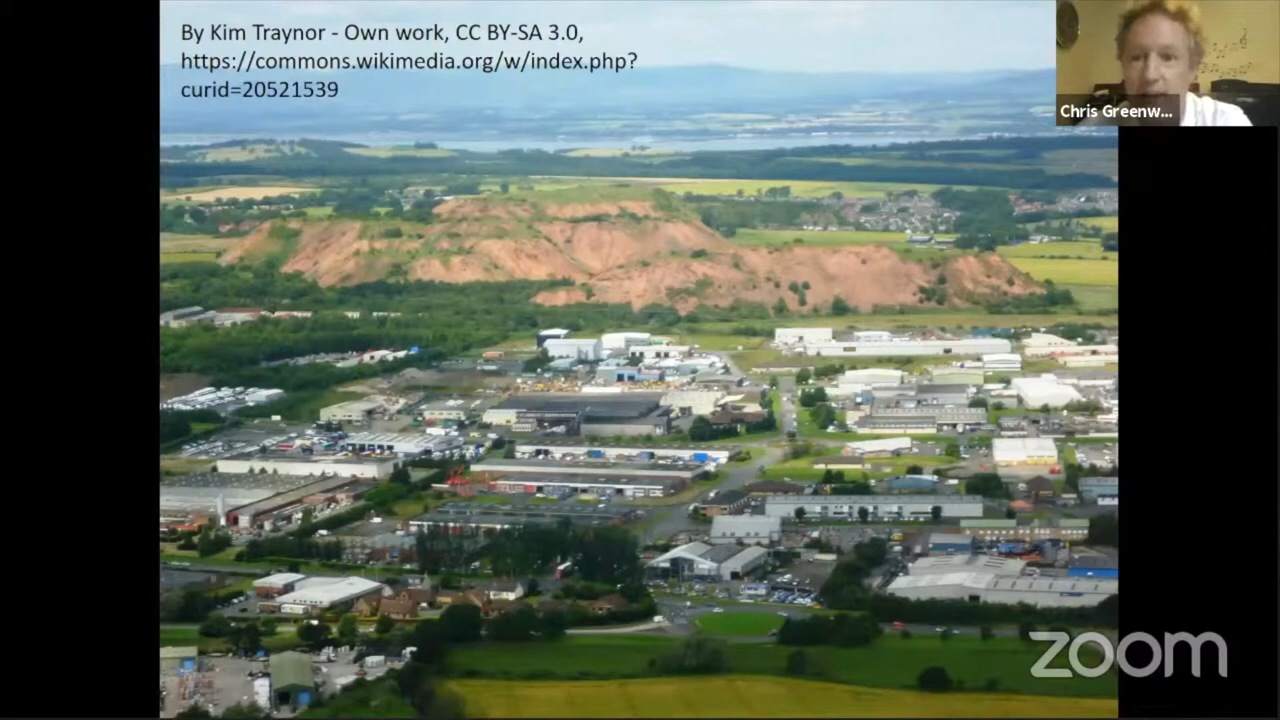 By Kim Traynor - Own work, CC BY-SA 3.0,
https://commons.wikimedia.org/w/index.php?
curid=20521539
Chris Greenw...
zoom